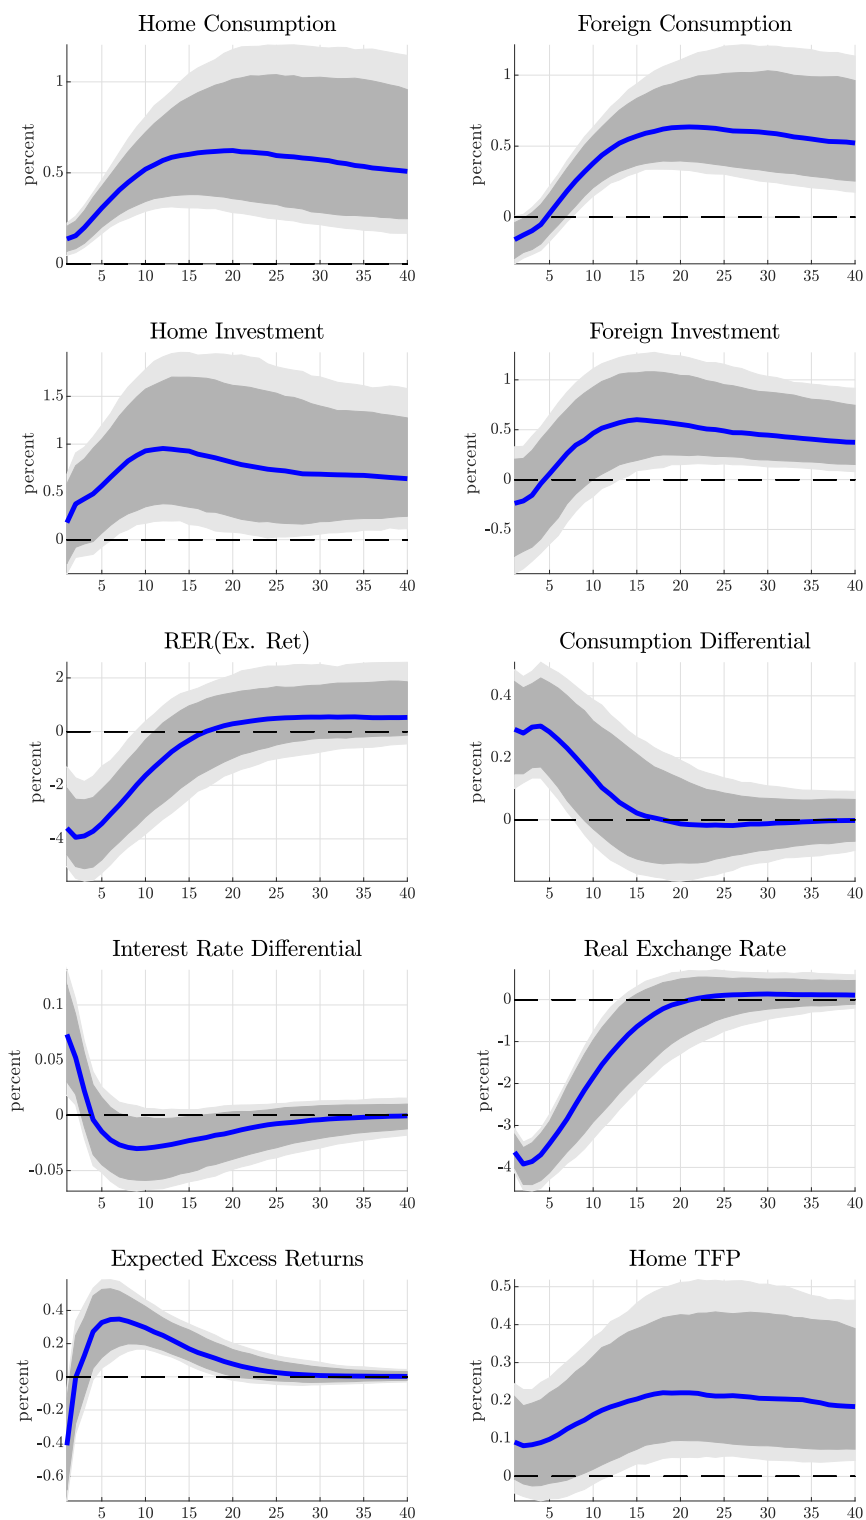 Home Consumption
percent
1
0.5
0
5 10 15 20 25 30 35 40
Foreign Consumption
percent
1
0.5
0
5 10 15 20 25 30 35 40
Home Investment
percent
1.5
1
0.5
0
5 10 15 20 25 30 35 40
Foreign Investment
percent
1
0.5
0
-0.5
5 10 15 20 25 30 35 40
RER(Ex. Ret)
percent
2
0
-2
-4
5 10 15 20 25 30 35 40
Consumption Differential
percent
0.4
0.2
0
5 10 15 20 25 30 35 40
Interest Rate Differential
percent
0.1
0.05
0
-0.05
5 10 15 20 25 30 35 40
Real Exchange Rate
percent
0
-1
-2
-3
-4
5 10 15 20 25 30 35 40
Expected Excess Returns
percent
0.4
0.2
0
-0.2
-0.4
-0.6
5 10 15 20 25 30 35 40
Home TFP
percent
0.5
0.4
0.3
0.2
0.1
0
5 10 15 20 25 30 35 40